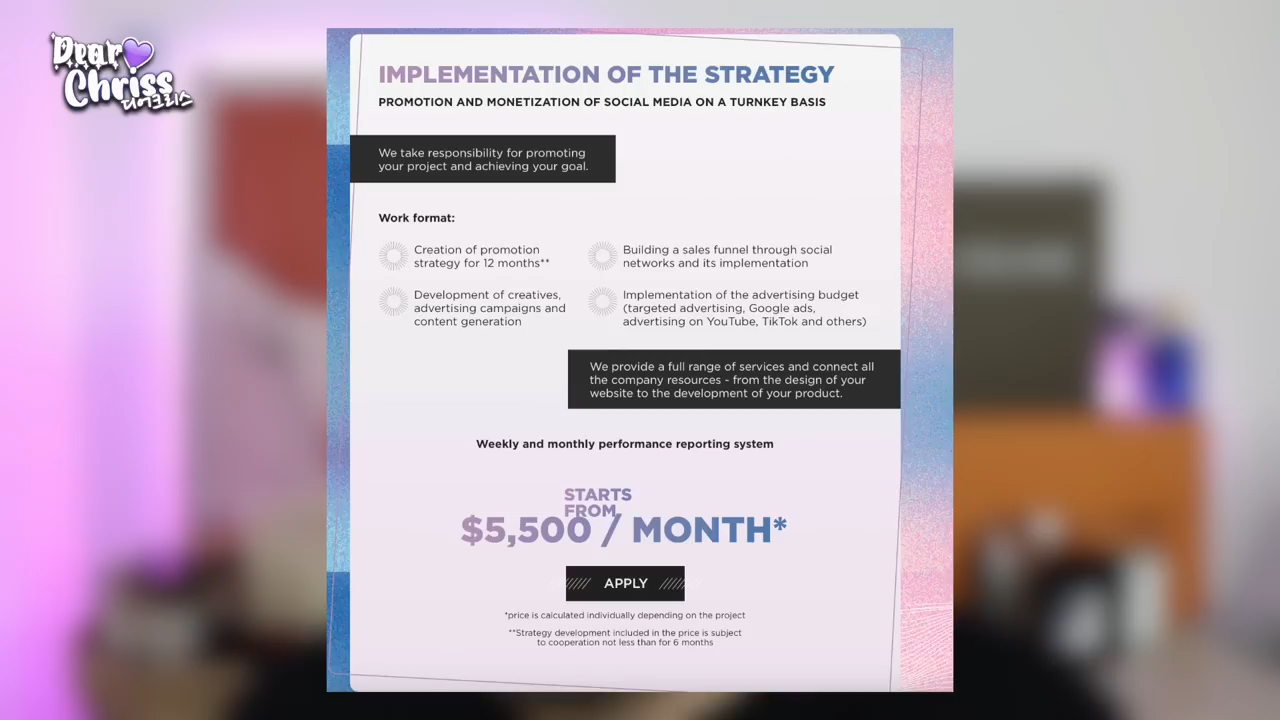 Dear
Chriss
디어크리스
IMPLEMENTATION OF THE STRATEGY
PROMOTION AND MONETIZATION OF SOCIAL MEDIA ON A TURNKEY BASIS
We take responsibility for promoting
your project and achieving your goal.
Work format:
Creation of promotion
strategy for 12 months**
Building a sales funnel through social
networks and its implementation
Development of creatives,
advertising campaigns and
content generation
Implementation of the advertising budget
(targeted advertising, Google ads,
advertising on YouTube, TikTok and others)
We provide a full range of services and connect all
the company resources - from the design of your
website to the development of your product.
Weekly and monthly performance reporting system
STARTS
FROM
$5,500 / MONTH*
APPLY
*price is calculated individually depending on the project
**Strategy development included in the price is subject
to cooperation not less than for 6 months